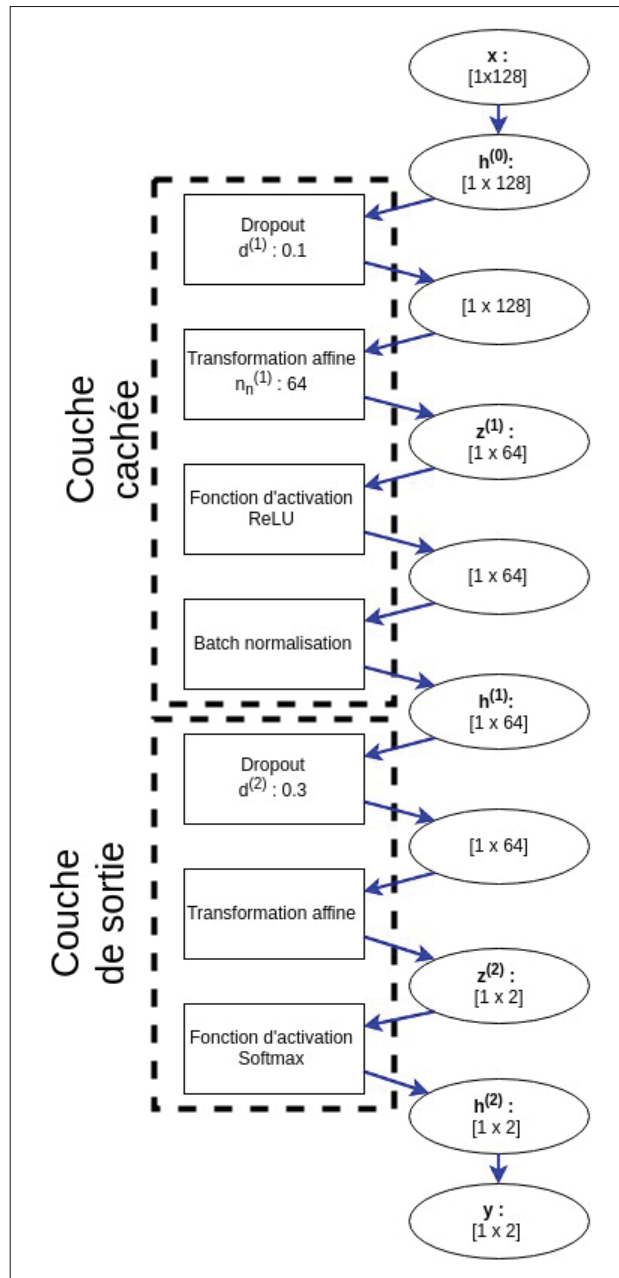 x :
[1x128]
h(0):
[1 x 128]
Dropout
d(1) : 0.1
[1 x 128]
Transformation affine
nn(1) : 64
z(1) :
[1 x 64]
Fonction d'activation
ReLU
[1 x 64]
Batch normalisation
h(1):
[1 x 64]
Couche
cachée
Dropout
d(2) : 0.3
[1 x 64]
Transformation affine
z(2) :
[1 x 2]
Fonction d'activation
Softmax
h(2) :
[1 x 2]
Couche
de sortie
y :
[1 x 2]